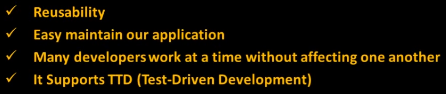 ✓ Reusability
✓ Easy maintain our application
✓ Many developers work at a time without affecting one another
✓ It Supports TTD (Test-Driven Development)